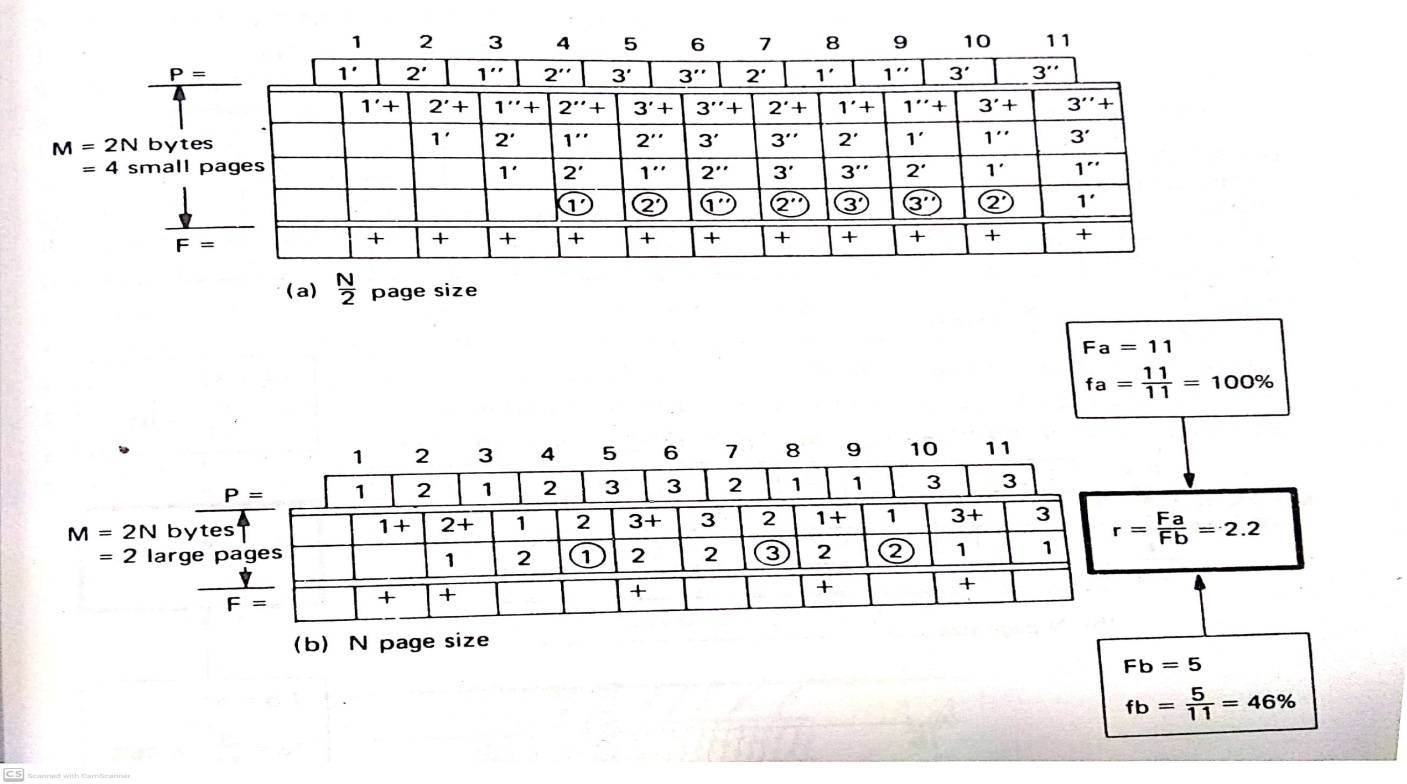 1 2 3 4 5 6 7 8 9 10 11
P = 1' 2' 1'' 2'' 3' 3'' 2' 1' 1'' 3' 3''
1'+ 2'+ 1''+ 2''+ 3'+ 3''+ 2'+ 1'+ 1''+ 3'+ 3''+
M = 2N bytes 1' 2' 1'' 2'' 3' 3'' 2' 1' 1'' 3'
= 4 small pages 1' 2' 1'' 2'' 3' 3'' 2' 1' 1''
1' 2' 1'' 2'' 3' 3'' 2' 1'
F = + + + + + + + + + + +
(a) N/2 page size
Fa = 11
fa = 11/11 = 100%
1 2 3 4 5 6 7 8 9 10 11
P = 1 2 1 2 3 3 2 1 1 3 3
M = 2N bytes 1+ 2+ 1 2 3+ 3 2 1+ 1 3+ 3
= 2 large pages 1 2 1 2 2 3 2 2 1 1
F = + + + + +
(b) N page size
r = Fa/Fb = 2.2
Fb = 5
fb = 5/11 = 46%
CS Scanned with CamScanner